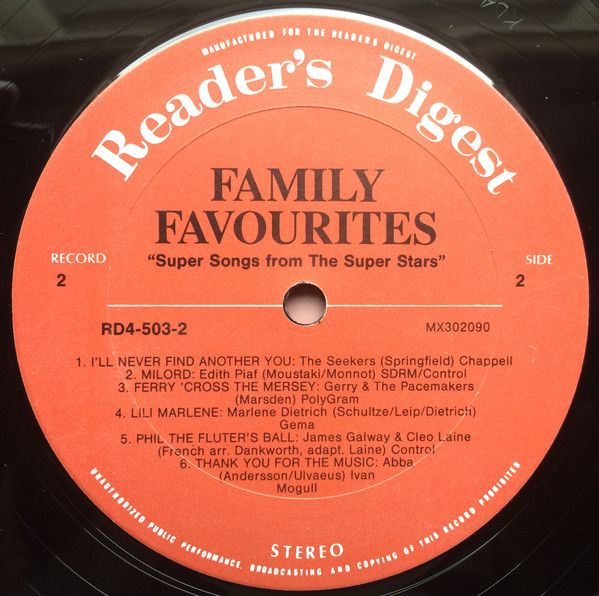 MANUFACTURED FOR THE READER'S DIGEST
Reader's Digest
FAMILY
FAVOURITES
"Super Songs from The Super Stars"
RECORD
2
SIDE
2
RD4-503-2
MX302090
1. I'LL NEVER FIND ANOTHER YOU: The Seekers (Springfield) Chappell
2. MILORD: Edith Piaf (Moustaki/Monnot) SDRM/Control
3. FERRY 'CROSS THE MERSEY: Gerry & The Pacemakers
(Marsden) PolyGram
4. LILI MARLENE: Marlene Dietrich (Schultze/Leip/Dietrich)
Gema
5. PHIL THE FLUTER'S BALL: James Galway & Cleo Laine
(French arr. Dankworth, adapt. Laine) Control
6. THANK YOU FOR THE MUSIC: Abba
(Andersson/Ulvaeus) Ivan
Mogull
STEREO
UNAUTHORIZED PUBLIC PERFORMANCE, BROADCASTING AND COPYING OF THIS RECORD PROHIBITED